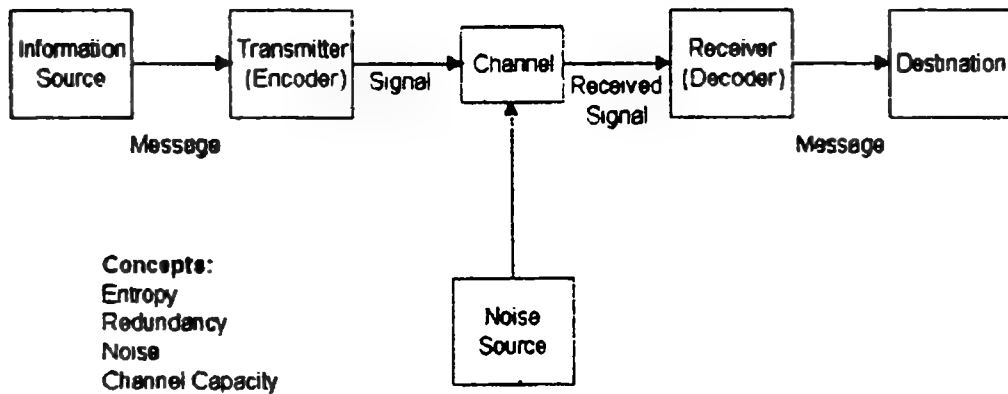 Information
Source
Transmitter
(Encoder)
Channel
Receiver
(Decoder)
Destination
Signal
Received
Signal
Message
Message
Concepts:
Entropy
Redundancy
Noise
Channel Capacity
Noise
Source